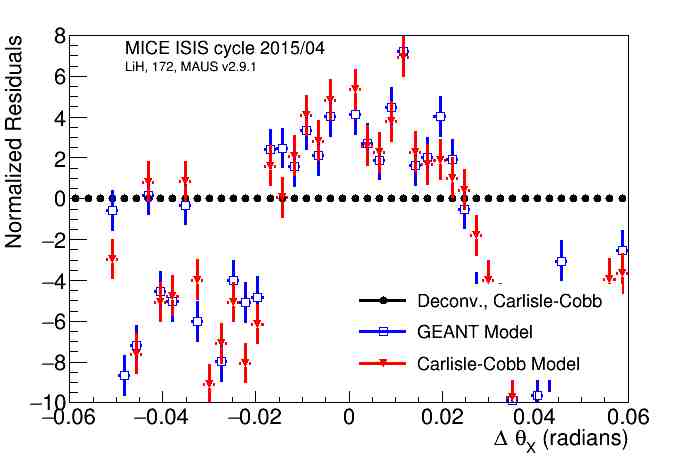 MICE ISIS cycle 2015/04
LiH, 172, MAUS v2.9.1
Normalized Residuals
8
6
4
2
0
−2
−4
−6
−8
−10
Deconv., Carlisle-Cobb
GEANT Model
Carlisle-Cobb Model
−0.06 −0.04 −0.02 0 0.02 0.04 0.06
Δ θX (radians)